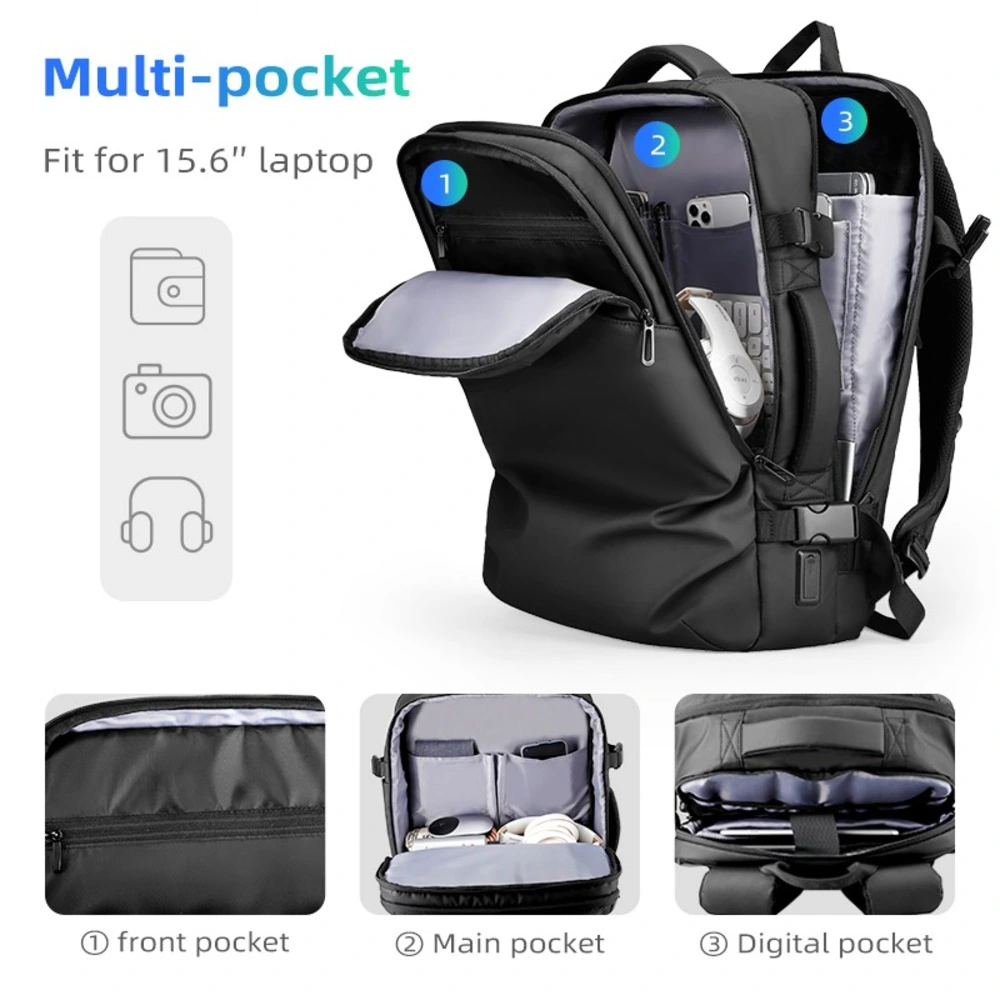 Multi-pocket
Fit for 15.6″ laptop
1
2
3
① front pocket
② Main pocket
③ Digital pocket